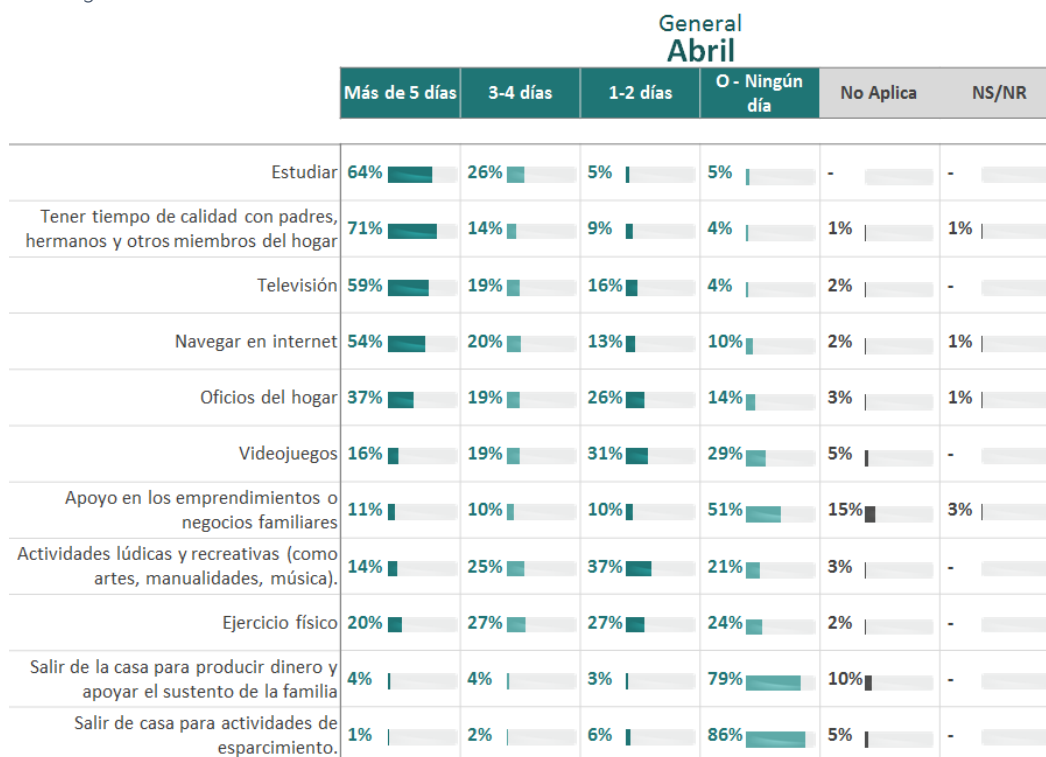 General
Abril
Más de 5 días 3-4 días 1-2 días O - Ningún día No Aplica NS/NR
Estudiar 64% 26% 5% 5% - -
Tener tiempo de calidad con padres,
hermanos y otros miembros del hogar 71% 14% 9% 4% 1% 1%
Televisión 59% 19% 16% 4% 2% -
Navegar en internet 54% 20% 13% 10% 2% 1%
Oficios del hogar 37% 19% 26% 14% 3% 1%
Videojuegos 16% 19% 31% 29% 5% -
Apoyo en los emprendimientos o
negocios familiares 11% 10% 10% 51% 15% 3%
Actividades lúdicas y recreativas (como
artes, manualidades, música). 14% 25% 37% 21% 3% -
Ejercicio físico 20% 27% 27% 24% 2% -
Salir de la casa para producir dinero y
apoyar el sustento de la familia 4% 4% 3% 79% 10% -
Salir de casa para actividades de
esparcimiento. 1% 2% 6% 86% 5% -